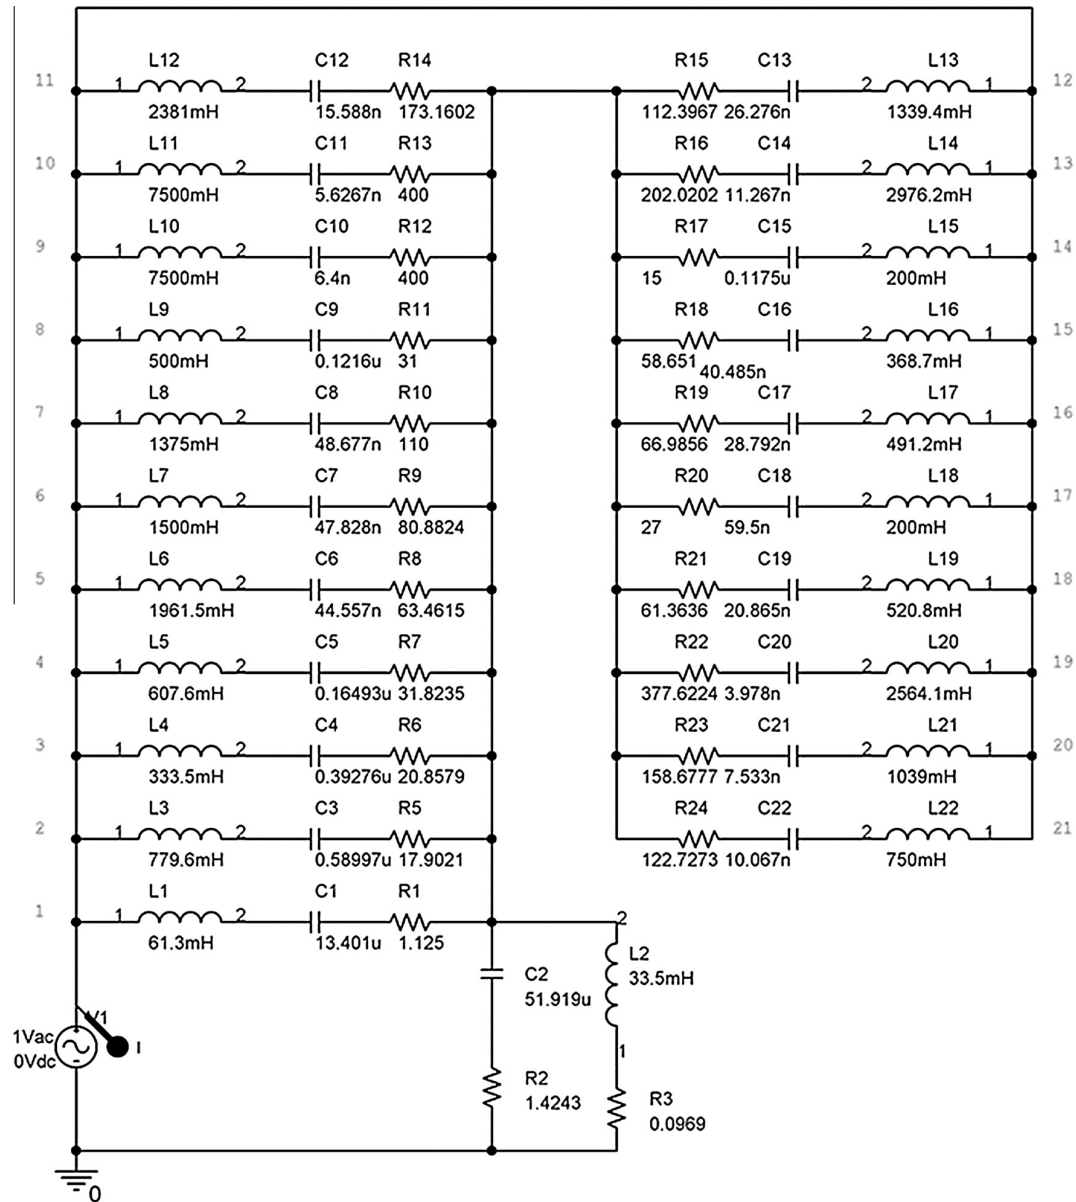 L12 C12 R14 R15 C13 L13
11 1 2 2 1 12
2381mH 15.588n 173.1602 112.3967 26.276n 1339.4mH
L11 C11 R13 R16 C14 L14
10 1 2 2 1 13
7500mH 5.6267n 400 202.0202 11.267n 2976.2mH
L10 C10 R12 R17 C15 L15
9 1 2 2 1 14
7500mH 6.4n 400 15 0.1175u 200mH
L9 C9 R11 R18 C16 L16
8 1 2 2 1 15
500mH 0.1216u 31 58.651 40.485n 368.7mH
L8 C8 R10 R19 C17 L17
7 1 2 2 1 16
1375mH 48.677n 110 66.9856 28.792n 491.2mH
L7 C7 R9 R20 C18 L18
6 1 2 2 1 17
1500mH 47.828n 80.8824 27 59.5n 200mH
L6 C6 R8 R21 C19 L19
5 1 2 2 1 18
1961.5mH 44.557n 63.4615 61.3636 20.865n 520.8mH
L5 C5 R7 R22 C20 L20
4 1 2 2 1 19
607.6mH 0.16493u 31.8235 377.6224 3.978n 2564.1mH
L4 C4 R6 R23 C21 L21
3 1 2 2 1 20
333.5mH 0.39276u 20.8579 158.6777 7.533n 1039mH
L3 C3 R5 R24 C22 L22
2 1 2 2 1 21
779.6mH 0.58997u 17.9021 122.7273 10.067n 750mH
L1 C1 R1
1 1 2 2
61.3mH 13.401u 1.125
L2
C2 33.5mH
51.919u
V1
1Vac I 1
0Vdc
R2 R3
1.4243 0.0969
0